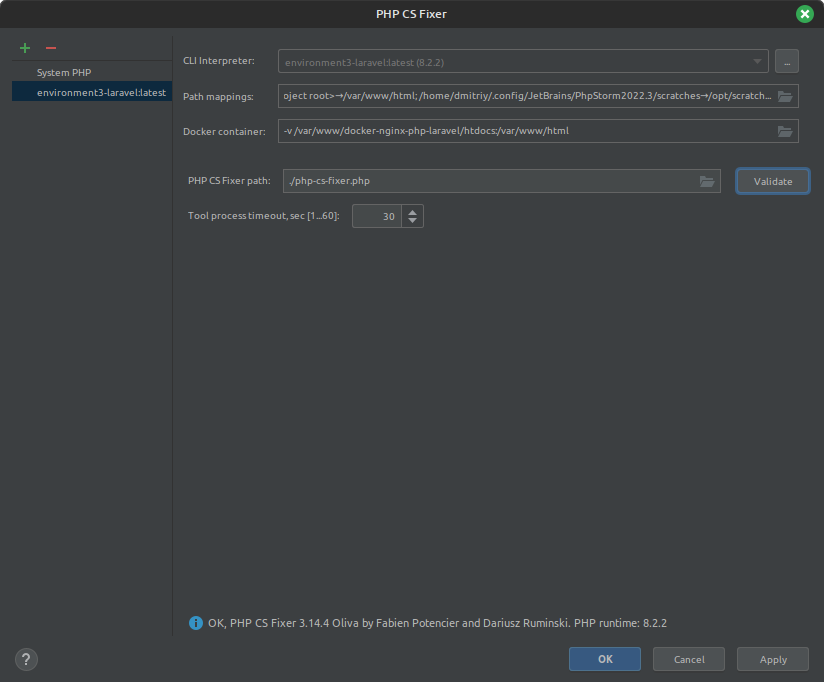 PHP CS Fixer
System PHP
environment3-laravel:latest
CLI Interpreter: environment3-laravel:latest (8.2.2) ...
Path mappings: oject root>→/var/www/html;/home/dmitriy/.config/JetBrains/PhpStorm2022.3/scratches→/opt/scratch...
Docker container: -v /var/www/docker-nginx-php-laravel/htdocs:/var/www/html
PHP CS Fixer path: ./php-cs-fixer.php Validate
Tool process timeout, sec [1...60]: 30
OK, PHP CS Fixer 3.14.4 Oliva by Fabien Potencier and Dariusz Ruminski. PHP runtime: 8.2.2
? OK Cancel Apply